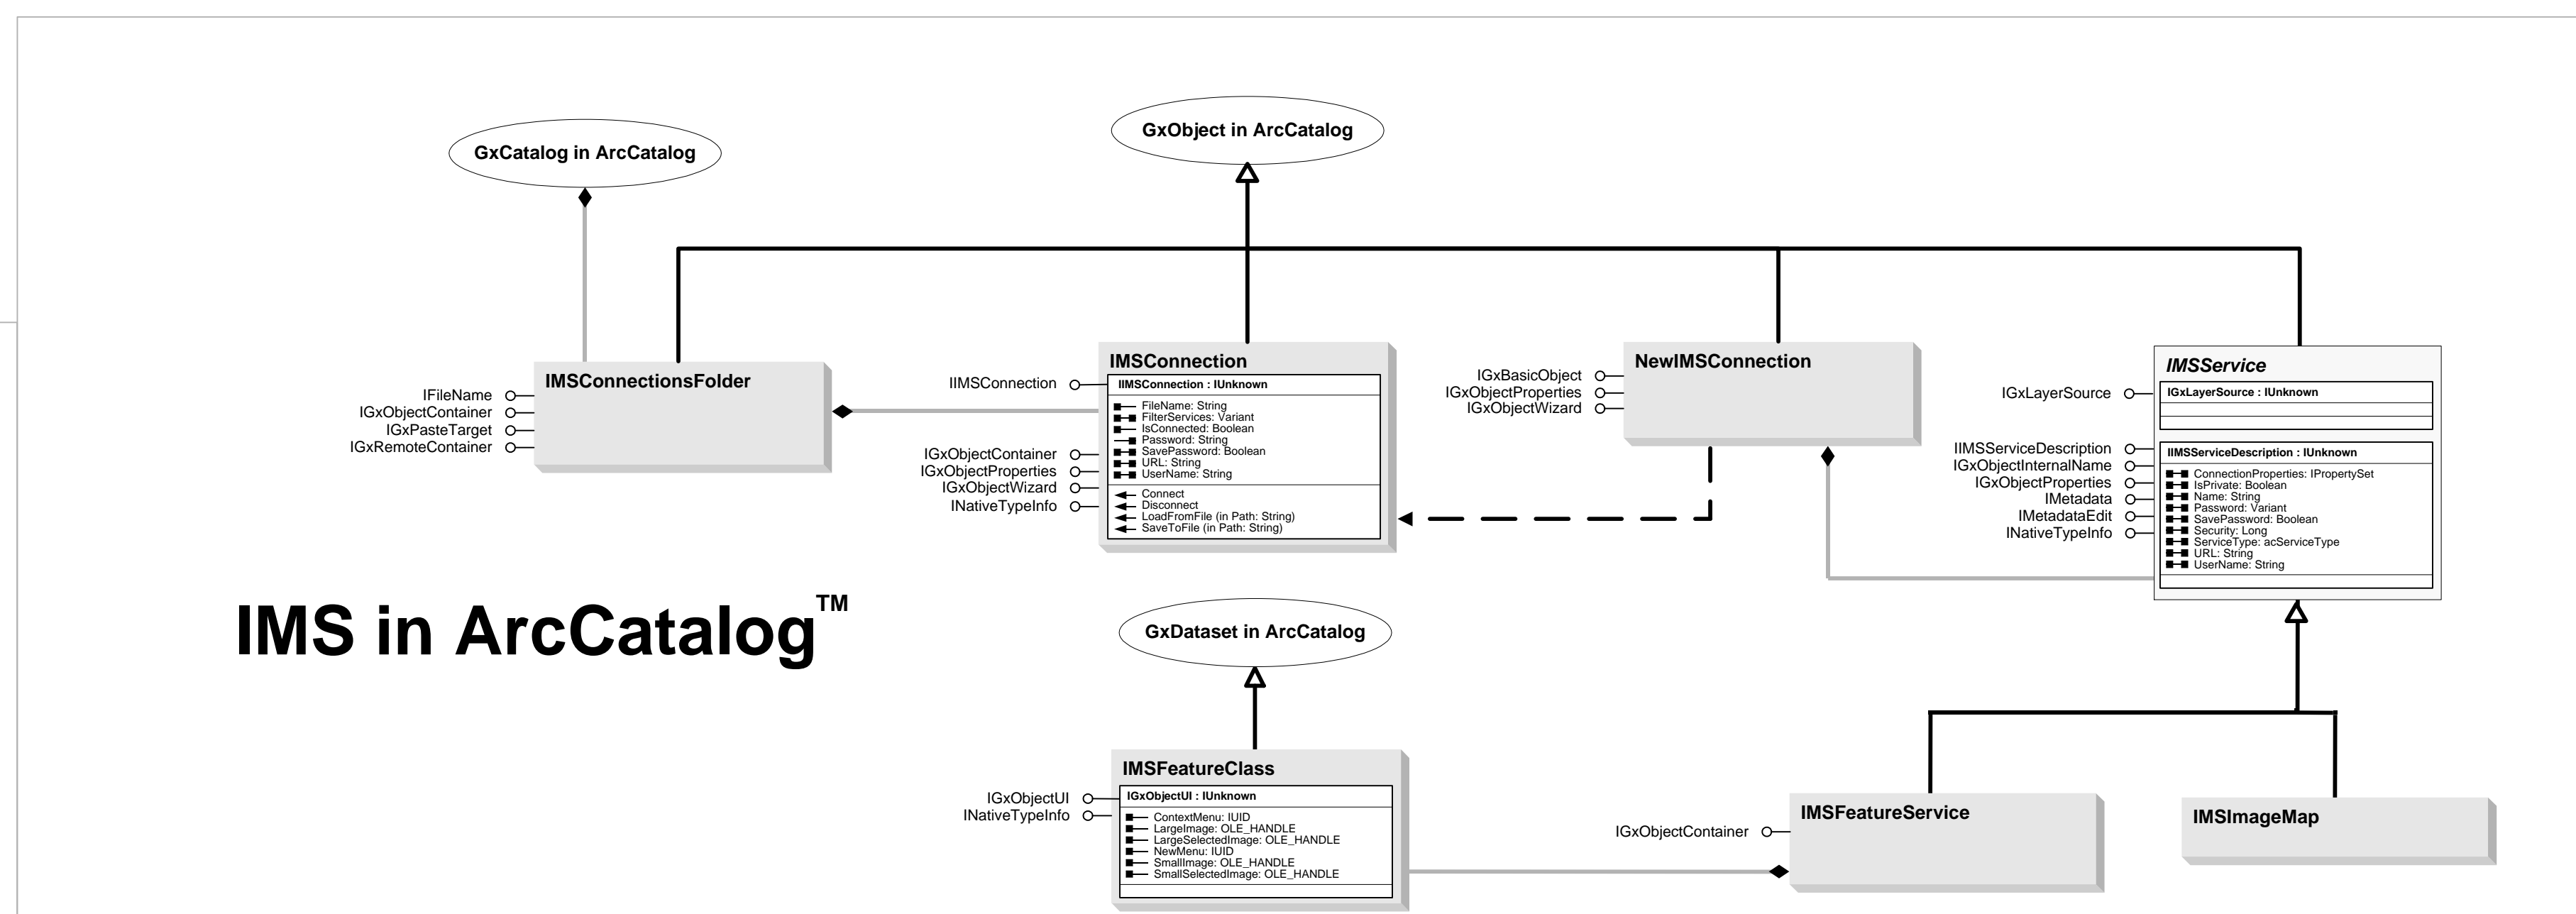 GxCatalog in ArcCatalog
GxObject in ArcCatalog
IMSConnectionsFolder
IFileName
IGxObjectContainer
IGxPasteTarget
IGxRemoteContainer
IMSConnection
IIMSConnection
IIMSConnection : IUnknown
FileName: String
FilterServices: Variant
IsConnected: Boolean
Password: String
SavePassword: Boolean
URL: String
UserName: String
Connect
Disconnect
LoadFromFile (in Path: String)
SaveToFile (in Path: String)
IGxObjectContainer
IGxObjectProperties
IGxObjectWizard
INativeTypeInfo
NewIMSConnection
IGxBasicObject
IGxObjectProperties
IGxObjectWizard
IMSService
IGxLayerSource
IGxLayerSource : IUnknown
IIMSServiceDescription
IGxObjectInternalName
IGxObjectProperties
IMetadata
IMetadataEdit
INativeTypeInfo
IIMSServiceDescription : IUnknown
ConnectionProperties: IPropertySet
IsPrivate: Boolean
Name: String
Password: Variant
SavePassword: Boolean
Security: Long
ServiceType: acServiceType
URL: String
UserName: String
IMS in ArcCatalog™
GxDataset in ArcCatalog
IMSFeatureClass
IGxObjectUI
INativeTypeInfo
IGxObjectUI : IUnknown
ContextMenu: IUID
LargeImage: OLE_HANDLE
LargeSelectedImage: OLE_HANDLE
NewMenu: IUID
SmallImage: OLE_HANDLE
SmallSelectedImage: OLE_HANDLE
IGxObjectContainer
IMSFeatureService
IMSImageMap